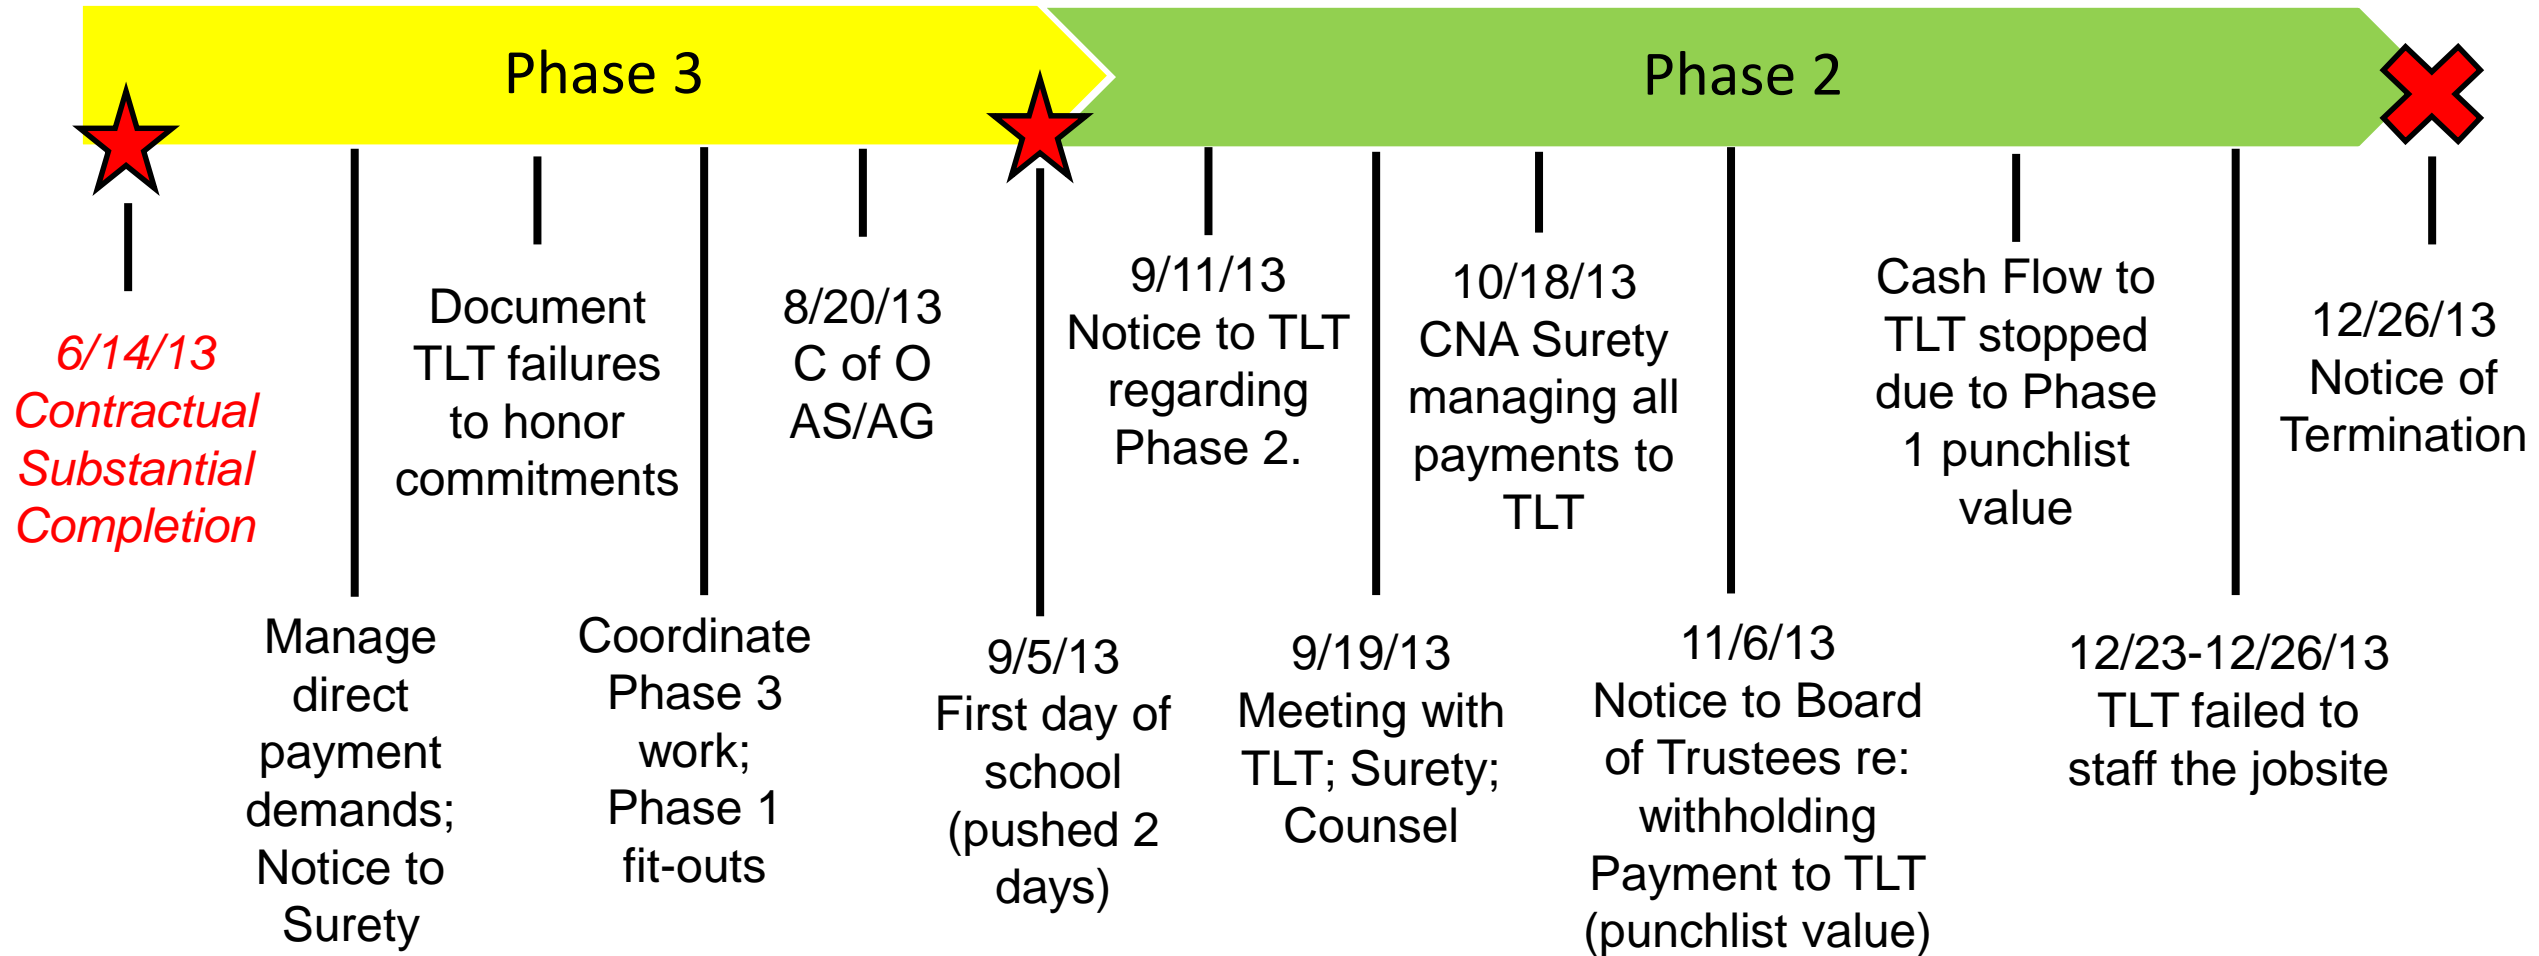 Phase 3
Phase 2
6/14/13
Contractual
Substantial
Completion
Manage
direct
payment
demands;
Notice to
Surety
Document
TLT failures
to honor
commitments
Coordinate
Phase 3
work;
Phase 1
fit-outs
8/20/13
C of O
AS/AG
9/5/13
First day of
school
(pushed 2
days)
9/11/13
Notice to TLT
regarding
Phase 2.
9/19/13
Meeting with
TLT; Surety;
Counsel
10/18/13
CNA Surety
managing all
payments to
TLT
11/6/13
Notice to Board
of Trustees re:
withholding
Payment to TLT
(punchlist value)
Cash Flow to
TLT stopped
due to Phase
1 punchlist
value
12/23-12/26/13
TLT failed to
staff the jobsite
12/26/13
Notice of
Termination